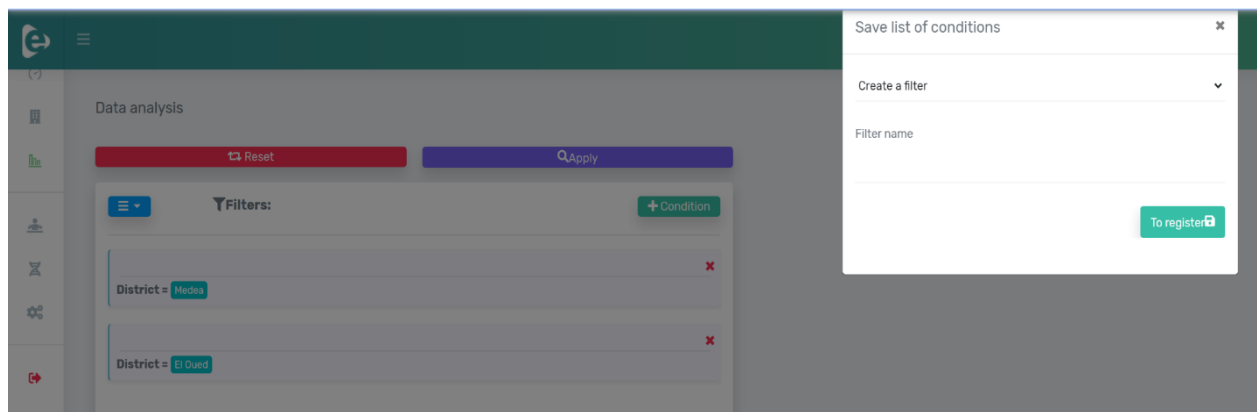 Save list of conditions
Create a filter
Filter name
To register
Data analysis
Reset
Apply
Filters:
Condition
District = Medea
District = El Oued